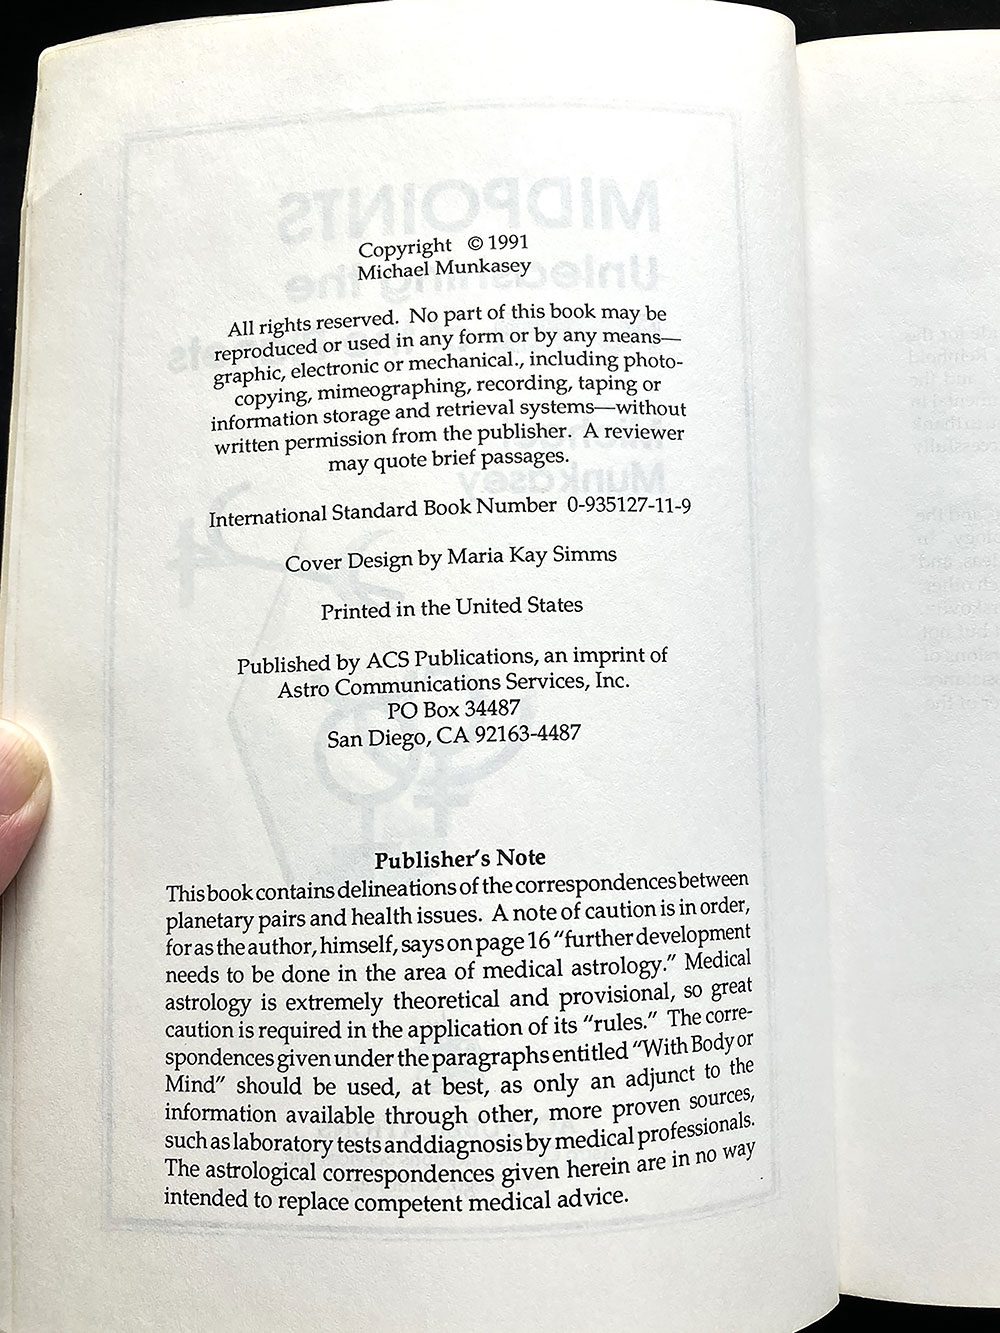 Copyright © 1991
Michael Munkasey
All rights reserved. No part of this book may be
reproduced or used in any form or by any means—
graphic, electronic or mechanical., including photo-
copying, mimeographing, recording, taping or
information storage and retrieval systems—without
written permission from the publisher. A reviewer
may quote brief passages.
International Standard Book Number 0-935127-11-9
Cover Design by Maria Kay Simms
Printed in the United States
Published by ACS Publications, an imprint of
Astro Communications Services, Inc.
PO Box 34487
San Diego, CA 92163-4487
Publisher's Note
This book contains delineations of the correspondences between
planetary pairs and health issues. A note of caution is in order,
for as the author, himself, says on page 16 "further development
needs to be done in the area of medical astrology." Medical
astrology is extremely theoretical and provisional, so great
caution is required in the application of its "rules." The corre-
spondences given under the paragraphs entitled "With Body or
Mind" should be used, at best, as only an adjunct to the
information available through other, more proven sources,
such as laboratory tests anddiagnosis by medical professionals.
The astrological correspondences given herein are in no way
intended to replace competent medical advice.
MIDPOINTS
Unleashing the
Munkasey